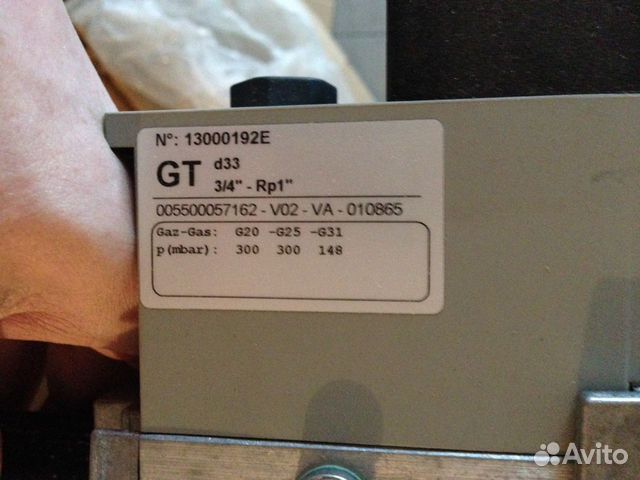 N°: 13000192E
GT d33
3/4" - Rp1"
005500057162 - V02 - VA - 010865
Gaz-Gas: G20 -G25 -G31
p(mbar): 300 300 148
Avito